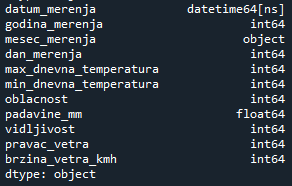 datum_merenja datetime64[ns]
godina_merenja int64
mesec_merenja object
dan_merenja int64
max_dnevna_temperatura int64
min_dnevna_temperatura int64
oblacnost int64
padavine_mm float64
vidljivost int64
pravac_vetra int64
brzina_vetra_kmh int64
dtype: object